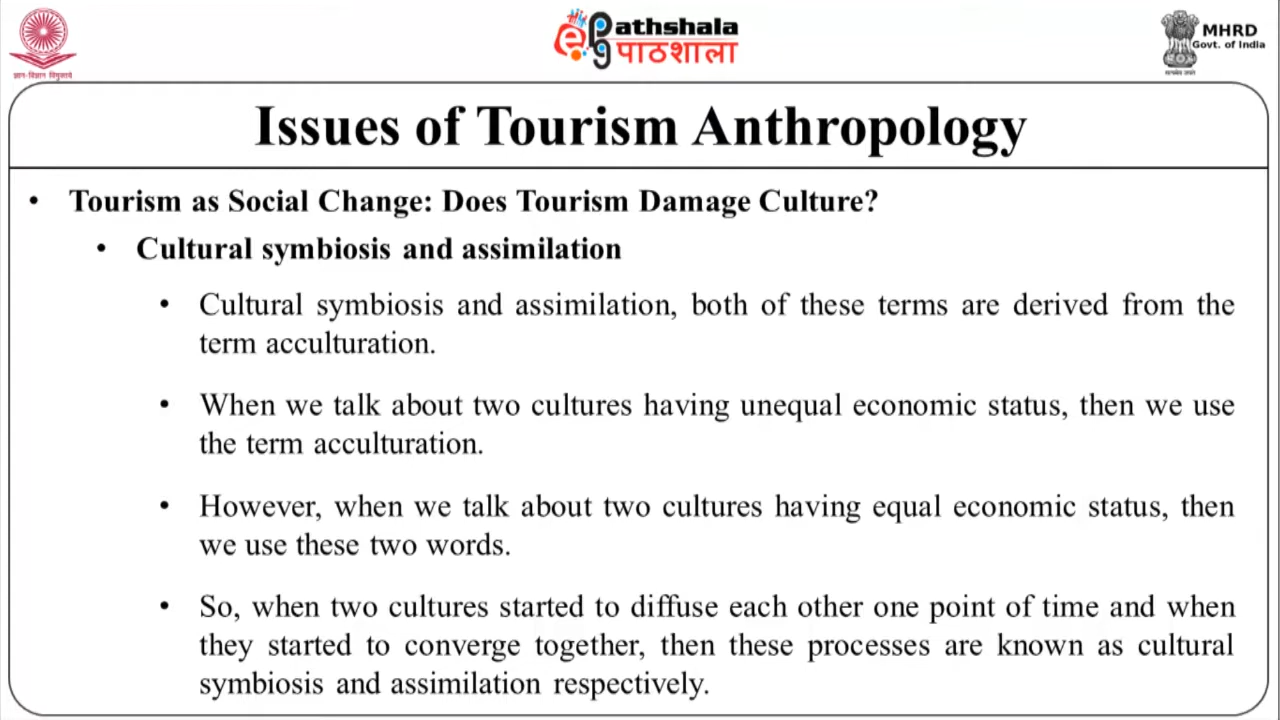 ज्ञान-विज्ञान विमुक्तये
ePathshala
पाठशाला
MHRD
Govt. of India
सत्यमेव जयते
Issues of Tourism Anthropology
• Tourism as Social Change: Does Tourism Damage Culture?
• Cultural symbiosis and assimilation
• Cultural symbiosis and assimilation, both of these terms are derived from the
term acculturation.
• When we talk about two cultures having unequal economic status, then we use
the term acculturation.
• However, when we talk about two cultures having equal economic status, then
we use these two words.
• So, when two cultures started to diffuse each other one point of time and when
they started to converge together, then these processes are known as cultural
symbiosis and assimilation respectively.